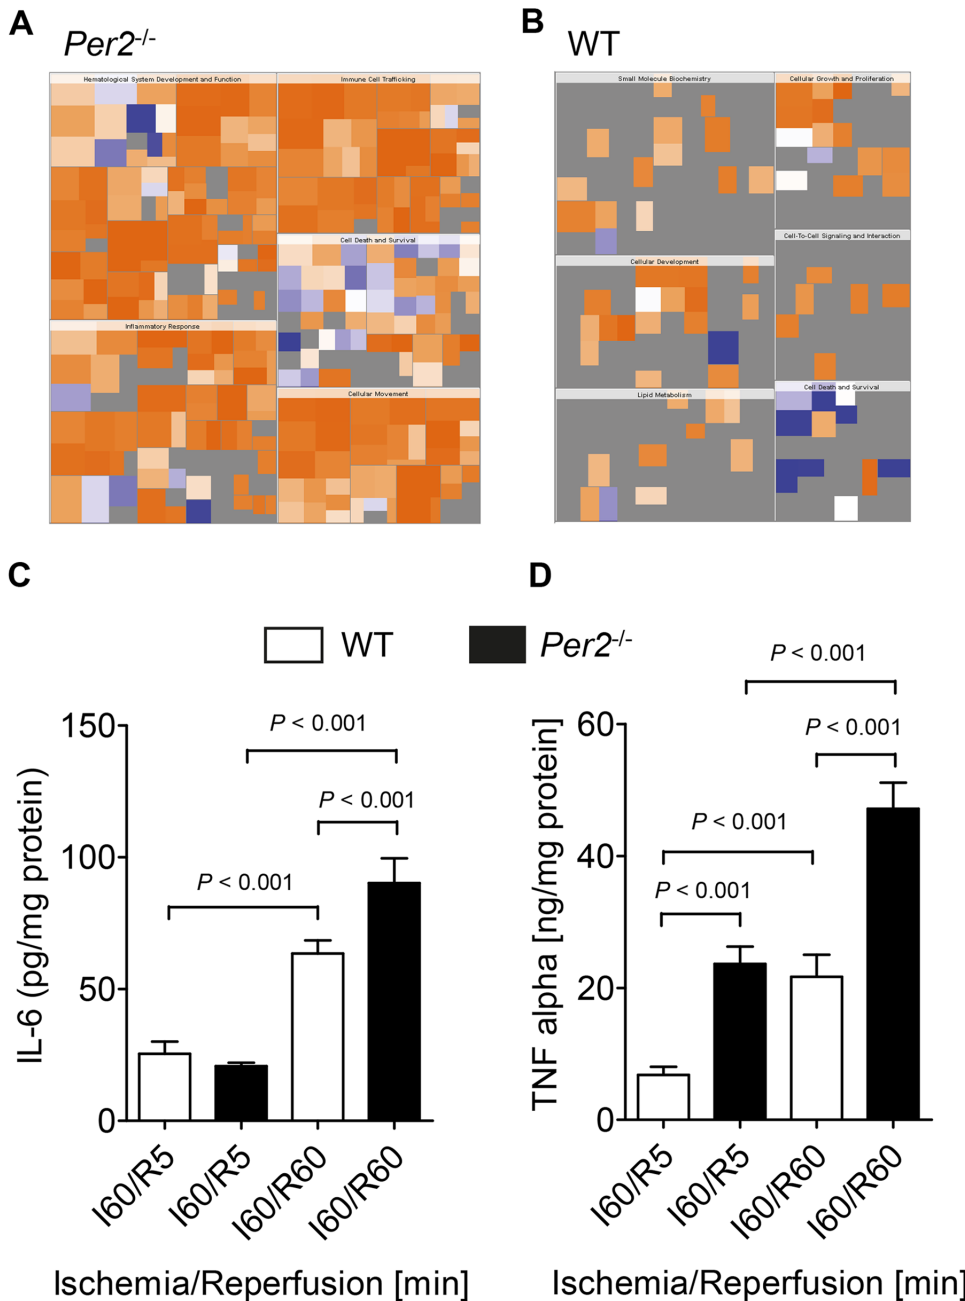 A
Per2-/-
Hematological System Development and Function
Immune Cell Trafficking
Cell Death and Survival
Inflammatory Response
Cellular Movement
B
WT
Small Molecule Biochemistry
Cellular Growth and Proliferation
Cell-To-Cell Signaling and Interaction
Cellular Development
Cell Death and Survival
Lipid Metabolism
C
D
WT
Per2-/-
IL-6 (pg/mg protein)
150
100
50
0
P < 0.001
P < 0.001
P < 0.001
I60/R5
I60/R5
I60/R60
I60/R60
Ischemia/Reperfusion [min]
TNF alpha [ng/mg protein]
60
40
20
0
P < 0.001
P < 0.001
P < 0.001
P < 0.001
I60/R5
I60/R5
I60/R60
I60/R60
Ischemia/Reperfusion [min]